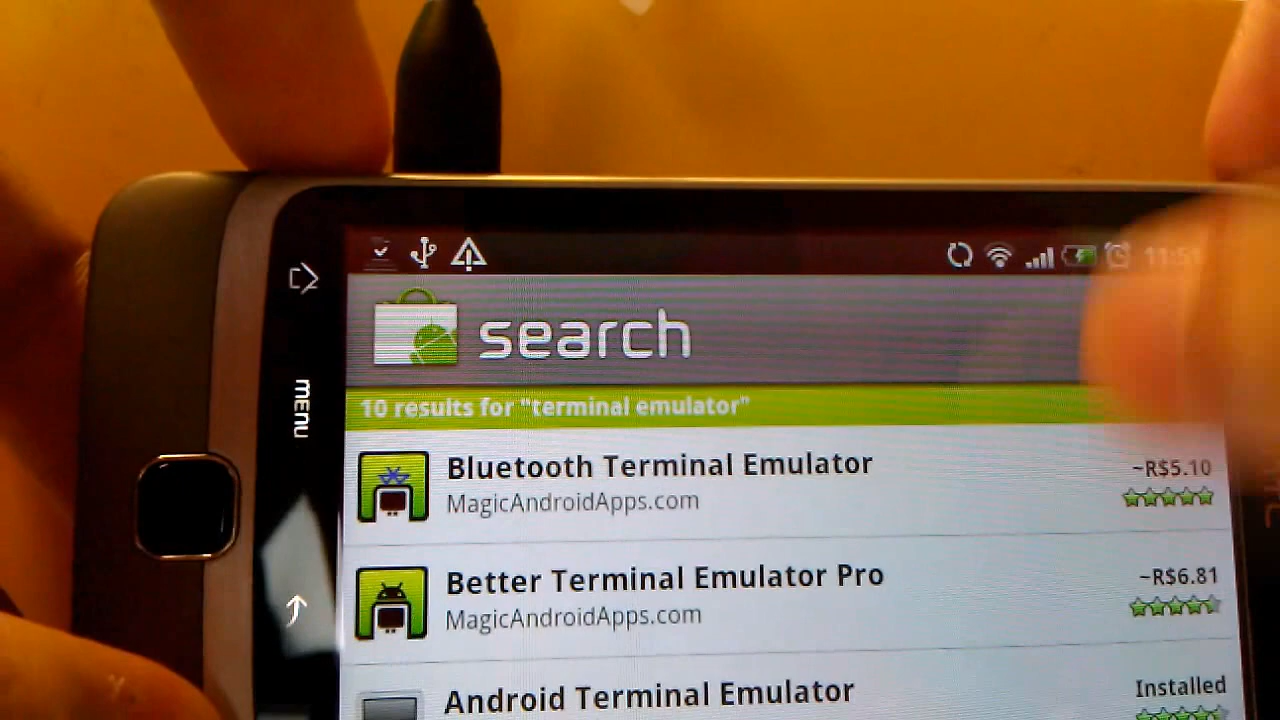 search
10 results for "terminal emulator"
Bluetooth Terminal Emulator
~R$5.10
MagicAndroidApps.com
Better Terminal Emulator Pro
~R$6.81
MagicAndroidApps.com
Android Terminal Emulator
Installed
MENU